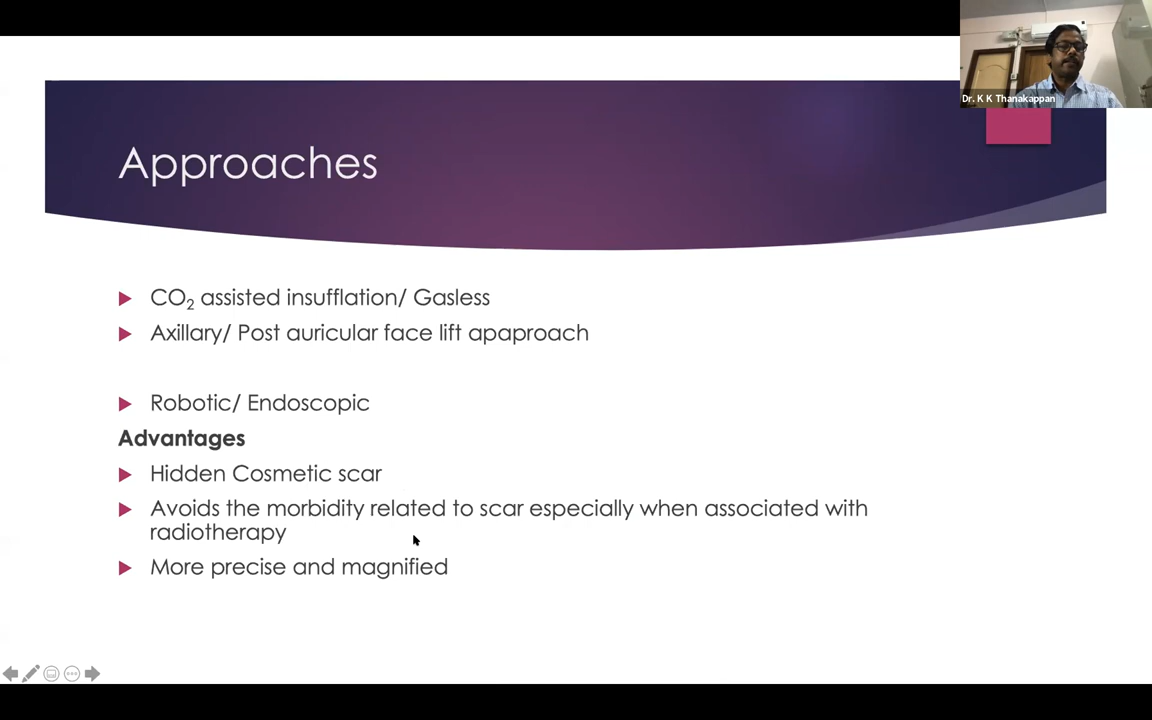 Dr. K K Thanakappan
Approaches
CO₂ assisted insufflation/ Gasless
Axillary/ Post auricular face lift apaproach
Robotic/ Endoscopic
Advantages
Hidden Cosmetic scar
Avoids the morbidity related to scar especially when associated with
radiotherapy
More precise and magnified